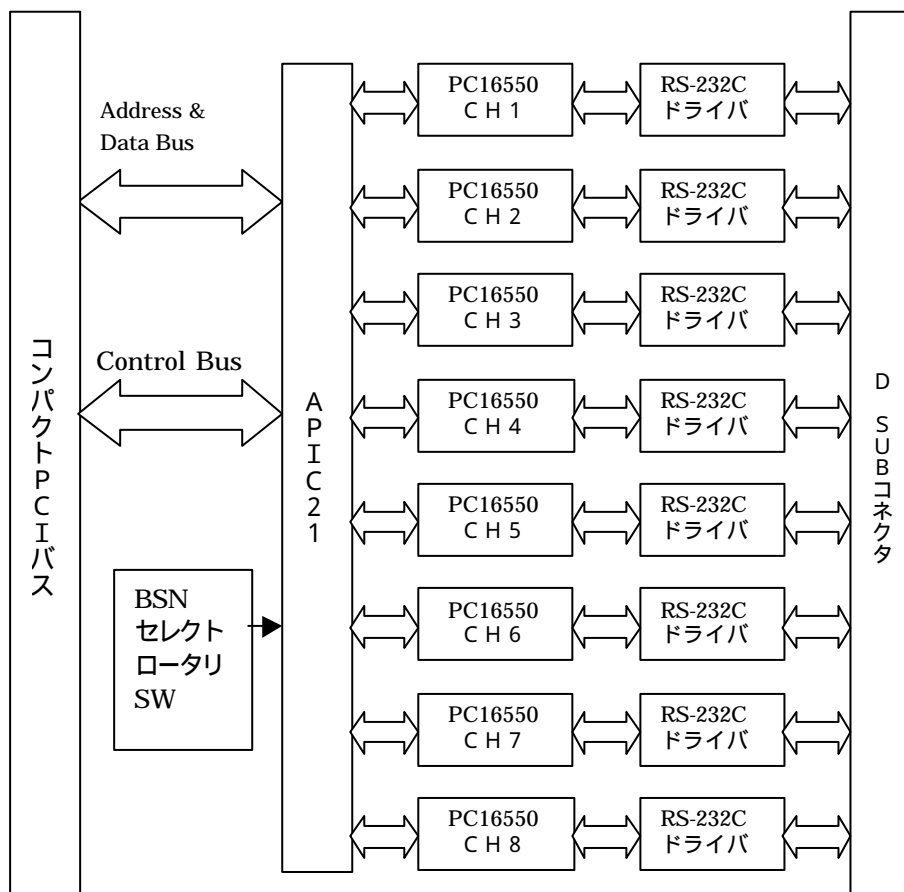 コンパクトPCIバス
Address &
Data Bus
Control Bus
BSN
セレクト
ロータリ
SW
APIC21
PC16550
CH1
RS-232C
ドライバ
PC16550
CH2
RS-232C
ドライバ
PC16550
CH3
RS-232C
ドライバ
PC16550
CH4
RS-232C
ドライバ
PC16550
CH5
RS-232C
ドライバ
PC16550
CH6
RS-232C
ドライバ
PC16550
CH7
RS-232C
ドライバ
PC16550
CH8
RS-232C
ドライバ
D SUBコネクタ